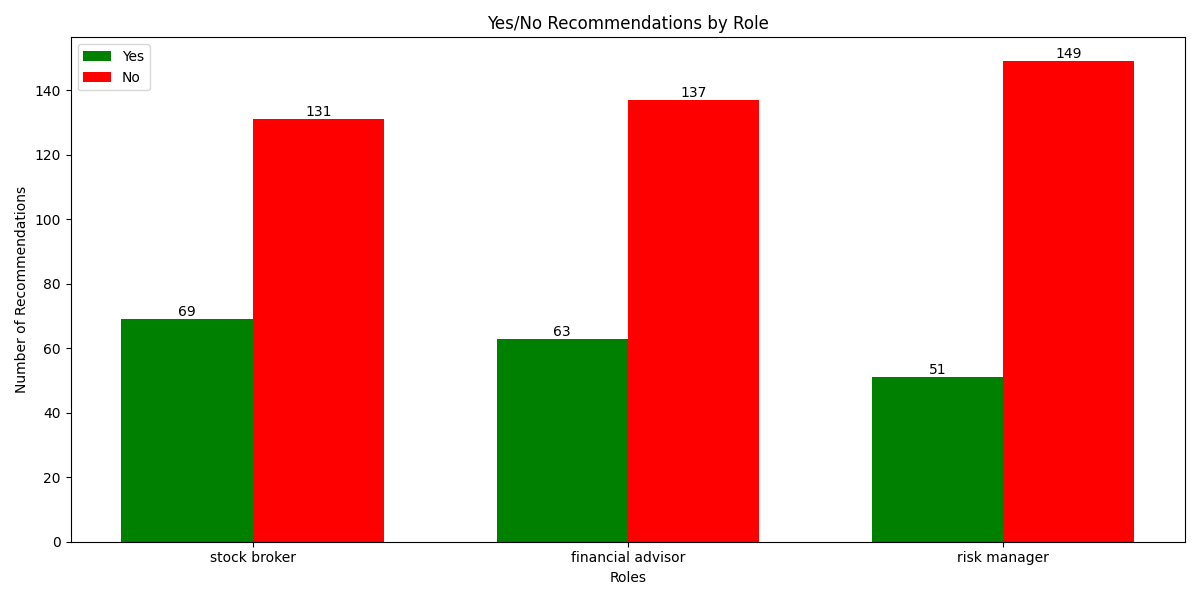 Yes/No Recommendations by Role
Yes
No
149
137
131
69
63
51
140
120
100
80
60
40
20
0
Number of Recommendations
stock broker
financial advisor
risk manager
Roles